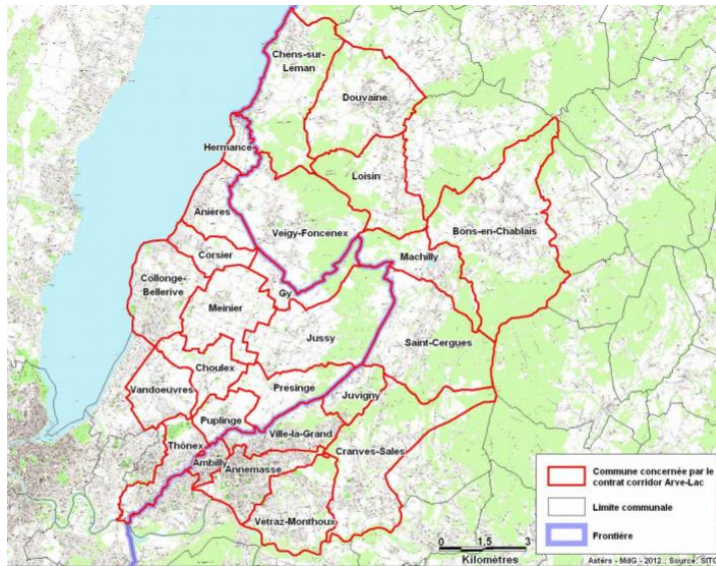 Chens-sur-
Léman
Douvaine
Hermance
Loisin
Anières
Veigy-Foncenex
Bons-en-Chablais
Corsier
Machilly
Collonge-
Bellerive
Gy
Meinier
Jussy
Saint-Cergues
Choulex
Vandoeuvres
Presinge
Juvigny
Puplinge
Ville-la-Grand
Thônex
Cranves-Sales
Ambilly
Annemasse
Vétraz-Monthoux
Commune concernée par le
contrat corridor Arve-Lac
Limite communale
Frontière
0 1,5 3
Kilomètres
Astérs - MdG - 2012 ; Source: SITG